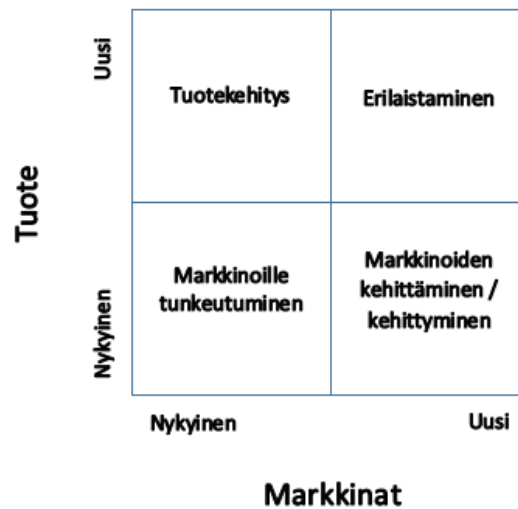 Uusi
Tuotekehitys
Erilaistaminen
Tuote
Nykyinen
Markkinoille
tunkeutuminen
Markkinoiden
kehittäminen /
kehittyminen
Nykyinen
Uusi
Markkinat